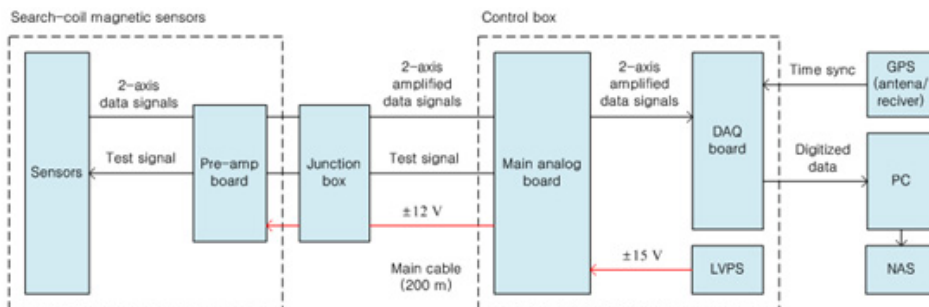 Search-coil magnetic sensors
Control box
Sensors
2-axis
data signals
Test signal
Pre-amp
board
Junction
box
2-axis
amplified
data signals
Test signal
±12 V
Main cable
(200 m)
Main analog
board
2-axis
amplified
data signals
±15 V
DAQ
board
LVPS
Time sync
Digitized
data
GPS
(antena/
reciver)
PC
NAS